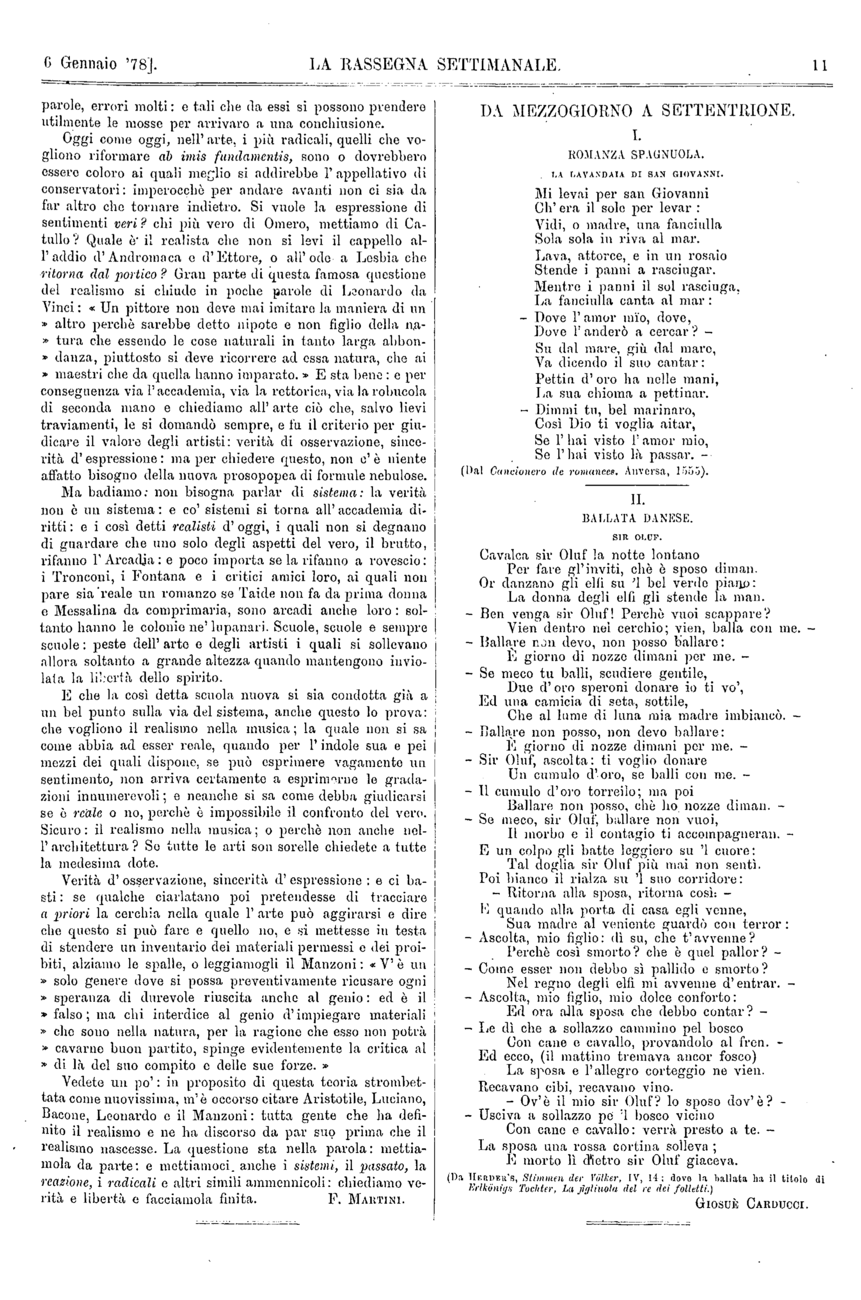 6 Gennaio '78].
LA RASSEGNA SETTIMANALE.
11
parole, errori molti: e tali che da essi si possono prendere
utilmente le mosse per arrivaro a una conchiusione.
Oggi come oggi, nell'arte, i più radicali, quelli che vo-
gliono riformare ab imis fundamentis, sono o dovrebbero
essere coloro ai quali meglio si addirebbe l'appellativo di
conservatori: imperocchè per andare avanti non ci sia da
far altro che tornare indietro. Si vuole la espressione di
sentimenti veri? chi più vero di Omero, mettiamo di Ca-
tullo? Quale è il realista che non si levi il cappello al-
l'addio d'Andromaca e d'Ettore, o all'ode a Lesbia che
ritorna dal portico? Gran parte di questa famosa questione
del realismo si chiude in poche parole di Leonardo da
Vinci: « Un pittore non deve mai imitare la maniera di un
» altro perchè sarebbe detto nipote e non figlio della na-
» tura che essendo le cose naturali in tanto larga abbon-
» danza, piuttosto si deve ricorrere ad essa natura, che ai
» maestri che da quella hanno imparato. » E sta bene: e per
conseguenza via l'accademia, via la rettorica, via la robucola
di seconda mano e chiediamo all'arte ciò che, salvo lievi
traviamenti, le si domandò sempre, e fu il criterio per giu-
dicare il valore degli artisti: verità di osservazione, since-
rità d'espressione: ma per chiedere questo, non c'è niente
affatto bisogno della nuova prosopopea di formule nebulose.
Ma badiamo: non bisogna parlar di sistema: la verità
non è un sistema: e co' sistemi si torna all'accademia di-
ritti: e i così detti realisti d'oggi, i quali non si degnano
di guardare che uno solo degli aspetti del vero, il brutto,
rifanno l'Arcadia: e poco importa se la rifanno a rovescio:
i Tronconi, i Fontana e i critici amici loro, ai quali non
pare sia reale un romanzo se Taide non fa da prima donna
e Messalina da comprimaria, sono arcadi anche loro: sol-
tanto hanno le colonie ne' lupanari. Scuole, scuole e sempre
scuole: peste dell'arte e degli artisti i quali si sollevano
allora soltanto a grande altezza quando mantengono invio-
lata la libertà dello spirito.
E che la così detta scuola nuova si sia condotta già a
un bel punto sulla via del sistema, anche questo lo prova:
che vogliono il realismo nella musica; la quale non si sa
come abbia ad esser reale, quando per l'indole sua e pei
mezzi dei quali dispone, se può esprimere vagamente un
sentimento, non arriva certamente a esprimerne le grada-
zioni innumerevoli; e neanche si sa come debba giudicarsi
se è reale o no, perchè è impossibile il confronto del vero.
Sicuro: il realismo nella musica; o perchè non anche nel-
l'architettura? Se tutte le arti son sorelle chiedete a tutte
la medesima dote.
Verità d'osservazione, sincerità d'espressione: e ci ba-
sti: se qualche ciarlatano poi pretendesse di tracciare
a priori la cerchia nella quale l'arte può aggirarsi e dire
che questo si può fare e quello no, e si mettesse in testa
di stendere un inventario dei materiali permessi e dei proi-
biti, alziamo le spalle, o leggiamogli il Manzoni: « V'è un
» solo genere dove si possa preventivamente ricusare ogni
» speranza di durevole riuscita anche al genio: ed è il
» falso; ma chi interdice al genio d'impiegare materiali
» che sono nella natura, per la ragione che esso non potrà
» cavarne buon partito, spinge evidentemente la critica al
» di là del suo compito e delle sue forze. »
Vedete un po': in proposito di questa teoria strombet-
tata come nuovissima, m'è occorso citare Aristotile, Luciano,
Bacone, Leonardo e il Manzoni: tutta gente che ha defi-
nito il realismo e ne ha discorso da par suo prima che il
realismo nascesse. La questione sta nella parola: mettia-
mola da parte: e mettiamoci anche i sistemi, il passato, la
reazione, i radicali e altri simili ammennicoli: chiediamo ve-
rità e libertà e facciamola finita.
F. MARTINI.
DA MEZZOGIORNO A SETTENTRIONE.
I.
ROMANZA SPAGNUOLA.
LA LAVANDAIA DI SAN GIOVANNI.
Mi levai per san Giovanni
Ch'era il sole per levar:
Vidi, o madre, una fanciulla
Sola sola in riva al mar.
Lava, attorce, e in un rosaio
Stende i panni a rasciugar.
Mentre i panni il sol rasciuga,
La fanciulla canta al mar:
– Dove l'amor mïo, dove,
Dove l'anderò a cercar? –
Su dal mare, giù dal mare,
Va dicendo il suo cantar:
Pettin d'oro ha nelle mani,
La sua chioma a pettinar.
– Dimmi tu, bel marinaro,
Così Dio ti voglia aitar,
Se l'hai visto l'amor mio,
Se l'hai visto là passar. –
(Dal Cancionero de romances. Anversa, 1555).
II.
BALLATA DANESE.
SIR OLUF.
Cavalca sir Oluf la notte lontano
Per fare gl'inviti, chè è sposo diman.
Or danzano gli elfi su 'l bel verde piano:
La donna degli elfi gli stende la man.
– Ben venga sir Oluf! Perchè vuoi scappare?
Vien dentro nel cerchio; vien, balla con me. –
– Ballare non devo, non posso ballare:
È giorno di nozze dimani per me. –
– Se meco tu balli, scudiere gentile,
Due d'oro speroni donare io ti vo',
Ed una camicia di seta, sottile,
Che al lume di luna mia madre imbiancò. –
– Ballare non posso, non devo ballare:
È giorno di nozze dimani per me. –
– Sir Oluf, ascolta: ti voglio donare
Un cumulo d'oro, se balli con me. –
– Il cumulo d'oro torreilo; ma poi
Ballare non posso, chè ho nozze diman. –
– Se meco, sir Oluf, ballare non vuoi,
Il morbo e il contagio ti accompagneran. –
E un colpo gli batte leggiero su 'l cuore:
Tal doglia sir Oluf più mai non sentì.
Poi bianco il rialza su 'l suo corridore:
– Ritorna alla sposa, ritorna così: –
E quando alla porta di casa egli venne,
Sua madre al veniente guardò con terror:
– Ascolta, mio figlio: di su, che t'avvenne?
Perchè così smorto? che è quel pallor? –
– Come esser non debbo sì pallido e smorto?
Nel regno degli elfi mi avvenne d'entrar. –
– Ascolta, mio figlio, mio dolce conforto:
Ed ora alla sposa che debbo contar? –
– Le dì che a sollazzo cammino pel bosco
Con cane e cavallo, provandolo al fren. –
Ed ecco, (il mattino tremava ancor fosco)
La sposa e l'allegro corteggio ne vien.
Recavano cibi, recavano vino.
– Ov'è il mio sir Oluf? lo sposo dov'è? –
– Usciva a sollazzo pe 'l bosco vicino
Con cane e cavallo: verrà presto a te. –
La sposa una rossa cortina solleva;
E morto lì dietro sir Oluf giaceva.
(Da HERDER'S, Stimmen der Völker, IV, 14: dove la ballata ha il titolo di
Erlkönigs Tochter, La figliuola del re dei folletti.)
GIOSUÈ CARDUCCI.